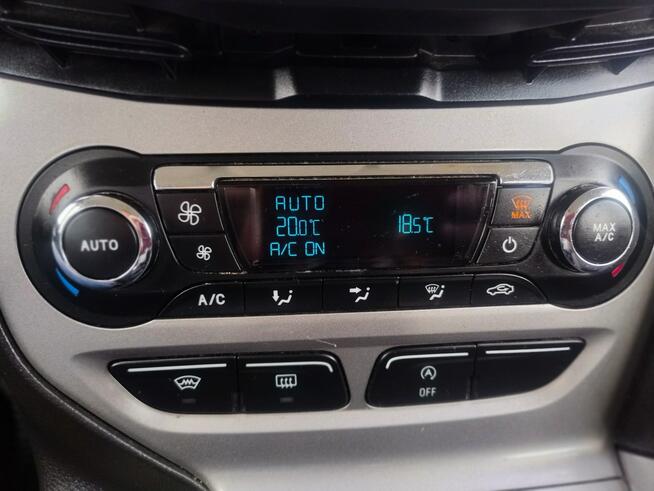 AUTO
AUTO
20.0°C
18.5°C
A/C ON
MAX
MAX
A/C
A/C
OFF